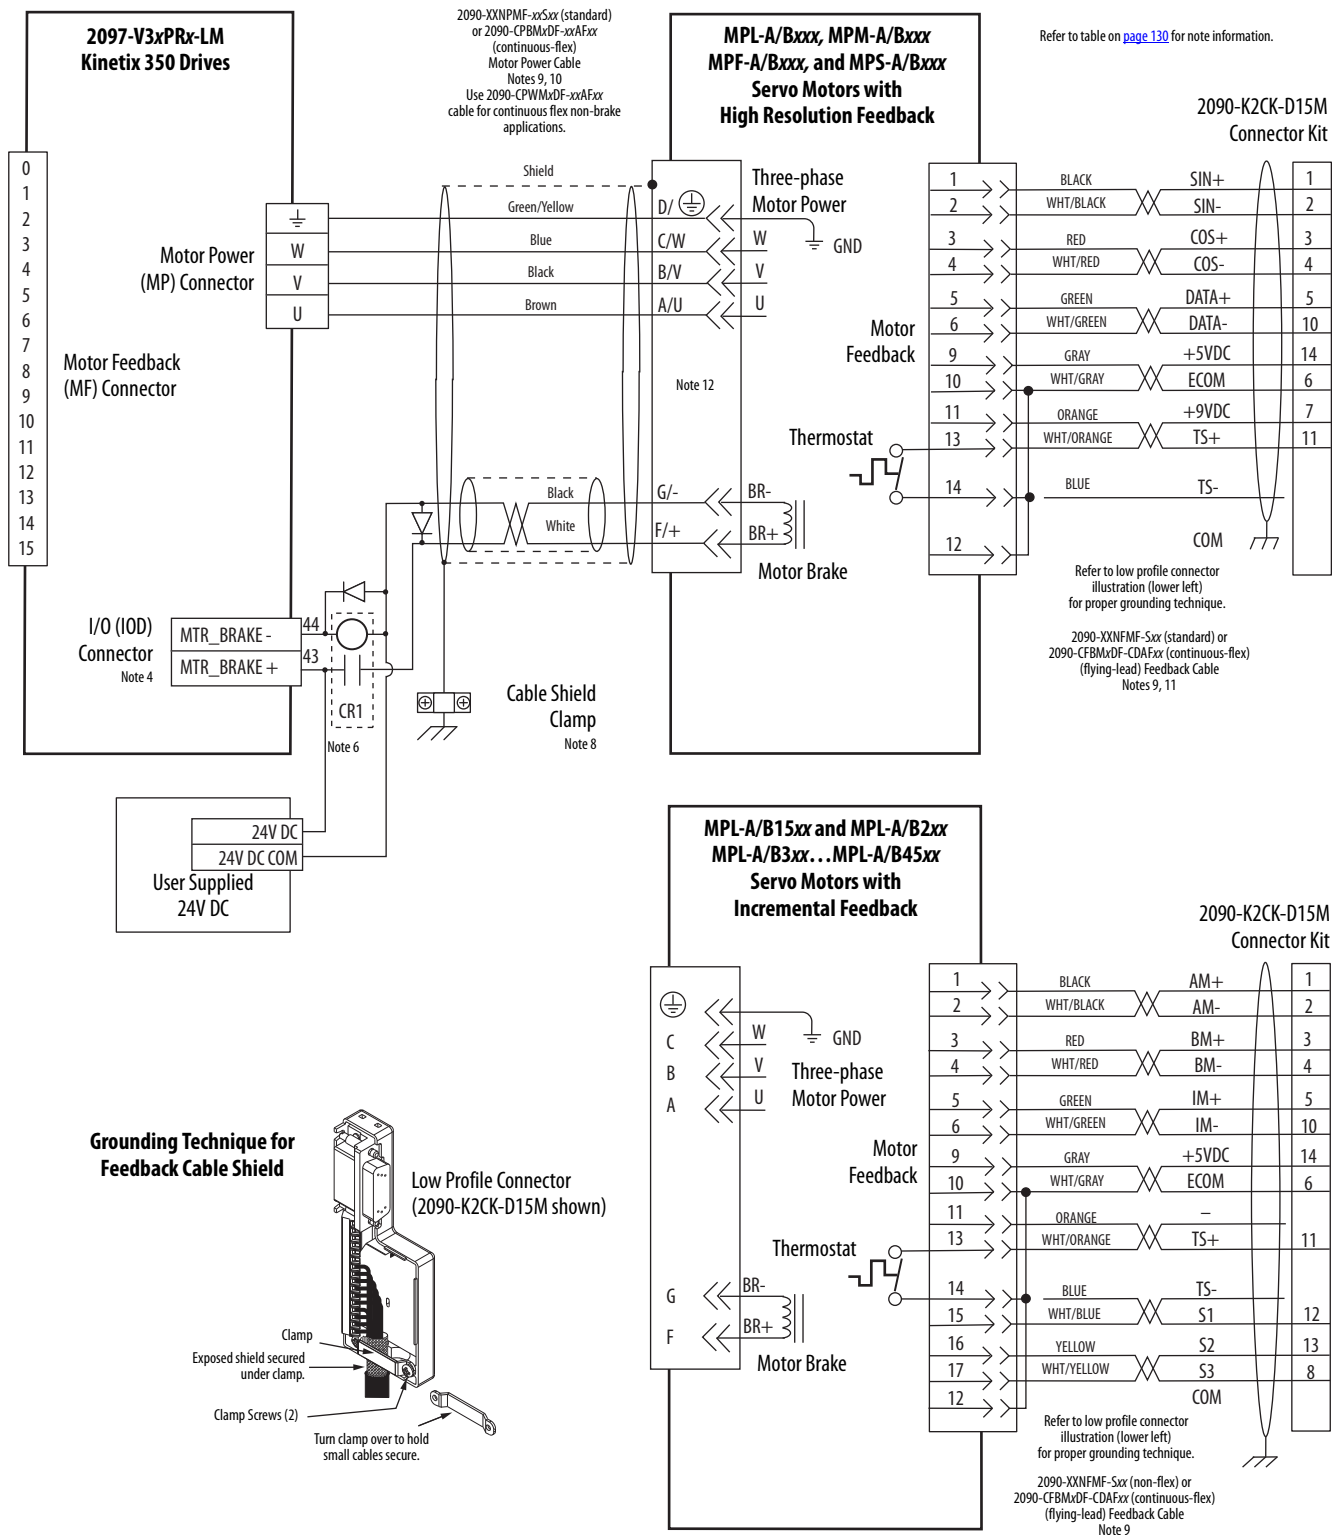 2097-V3xPRx-LM
Kinetix 350 Drives
0
1
2
3
4
5
6
7
8
9
10
11
12
13
14
15
Motor Power
(MP) Connector
W
V
U
Motor Feedback
(MF) Connector
I/O (IOD)
Connector
Note 4
MTR_BRAKE -
MTR_BRAKE +
44
43
CR1
Note 6
24V DC
24V DC COM
User Supplied
24V DC
2090-XXNPMF-xxSxx (standard)
or 2090-CPBMxDF-xxAFxx
(continuous-flex)
Motor Power Cable
Notes 9, 10
Use 2090-CPWMxDF-xxAFxx
cable for continuous flex non-brake
applications.
Shield
Green/Yellow
Blue
Black
Brown
Black
White
Cable Shield
Clamp
Note 8
MPL-A/Bxxx, MPM-A/Bxxx
MPF-A/Bxxx, and MPS-A/Bxxx
Servo Motors with
High Resolution Feedback
D/
C/W
B/V
A/U
Note 12
G/-
F/+
Three-phase
Motor Power
GND
W
V
U
BR-
BR+
Motor Brake
Motor
Feedback
Thermostat
1
2
3
4
5
6
9
10
11
13
14
12
Refer to table on page 130 for note information.
2090-K2CK-D15M
Connector Kit
BLACK SIN+ 1
WHT/BLACK SIN- 2
RED COS+ 3
WHT/RED COS- 4
GREEN DATA+ 5
WHT/GREEN DATA- 10
GRAY +5VDC 14
WHT/GRAY ECOM 6
ORANGE +9VDC 7
WHT/ORANGE TS+ 11
BLUE TS-
COM
Refer to low profile connector
illustration (lower left)
for proper grounding technique.
2090-XXNFMF-Sxx (standard) or
2090-CFBMxDF-CDAFxx (continuous-flex)
(flying-lead) Feedback Cable
Notes 9, 11
MPL-A/B15xx and MPL-A/B2xx
MPL-A/B3xx…MPL-A/B45xx
Servo Motors with
Incremental Feedback
C
B
A
G
F
GND
W
V
U
Three-phase
Motor Power
BR-
BR+
Motor Brake
Motor
Feedback
Thermostat
1
2
3
4
5
6
9
10
11
13
14
15
16
17
12
2090-K2CK-D15M
Connector Kit
BLACK AM+ 1
WHT/BLACK AM- 2
RED BM+ 3
WHT/RED BM- 4
GREEN IM+ 5
WHT/GREEN IM- 10
GRAY +5VDC 14
WHT/GRAY ECOM 6
ORANGE –
WHT/ORANGE TS+ 11
BLUE TS-
WHT/BLUE S1 12
YELLOW S2 13
WHT/YELLOW S3 8
COM
Refer to low profile connector
illustration (lower left)
for proper grounding technique.
2090-XXNFMF-Sxx (non-flex) or
2090-CFBMxDF-CDAFxx (continuous-flex)
(flying-lead) Feedback Cable
Note 9
Grounding Technique for
Feedback Cable Shield
Low Profile Connector
(2090-K2CK-D15M shown)
Clamp
Exposed shield secured
under clamp.
Clamp Screws (2)
Turn clamp over to hold
small cables secure.